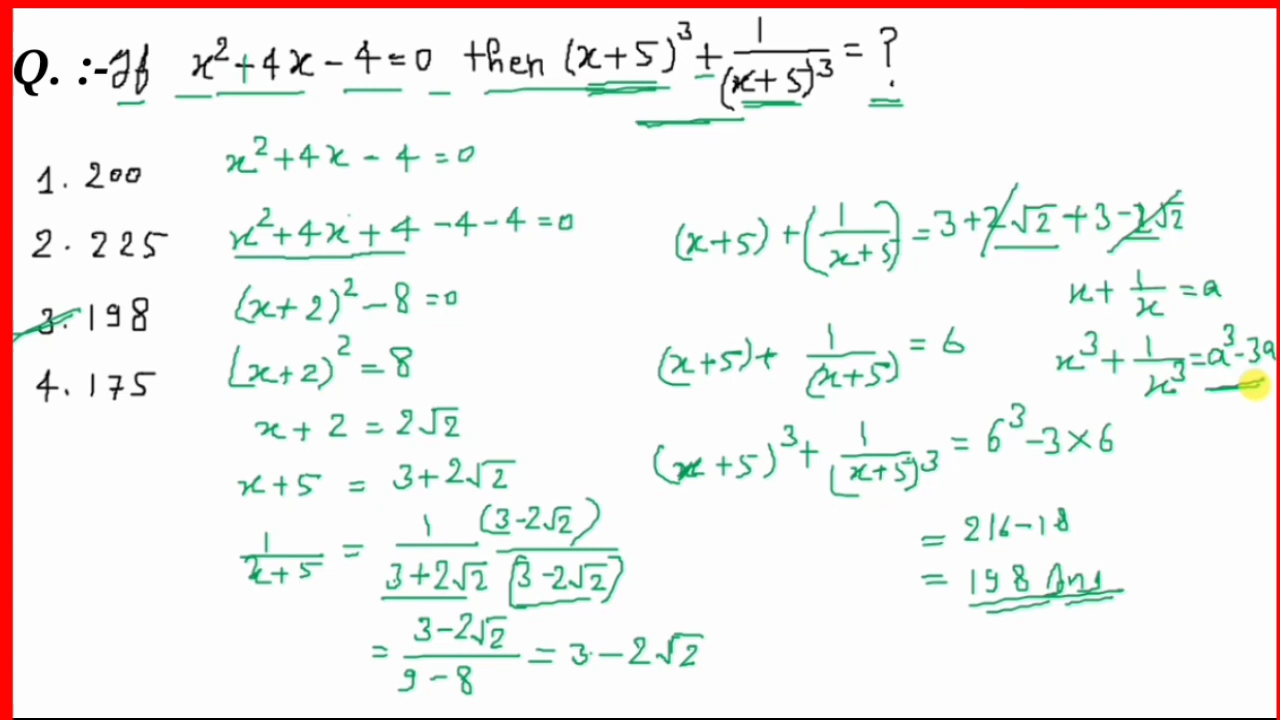 Q. :- If x² + 4x - 4 = 0 then (x+5)³ + 1/(x+5)³ = ?
1. 200
2. 225
3. 198
4. 175
x² + 4x - 4 = 0
x² + 4x + 4 - 4 - 4 = 0
(x+2)² - 8 = 0
(x+2)² = 8
x + 2 = 2√2
x + 5 = 3 + 2√2
1/(x+5) = 1/(3+2√2) (3-2√2)/(3-2√2)
= (3-2√2)/(9-8) = 3 - 2√2
(x+5) + (1/(x+5)) = 3 + 2√2 + 3 - 2√2
x + 1/x = a
(x+5) + 1/(x+5) = 6
x³ + 1/x³ = a³ - 3a
(x+5)³ + 1/(x+5)³ = 6³ - 3 × 6
= 216 - 18
= 198 Ans